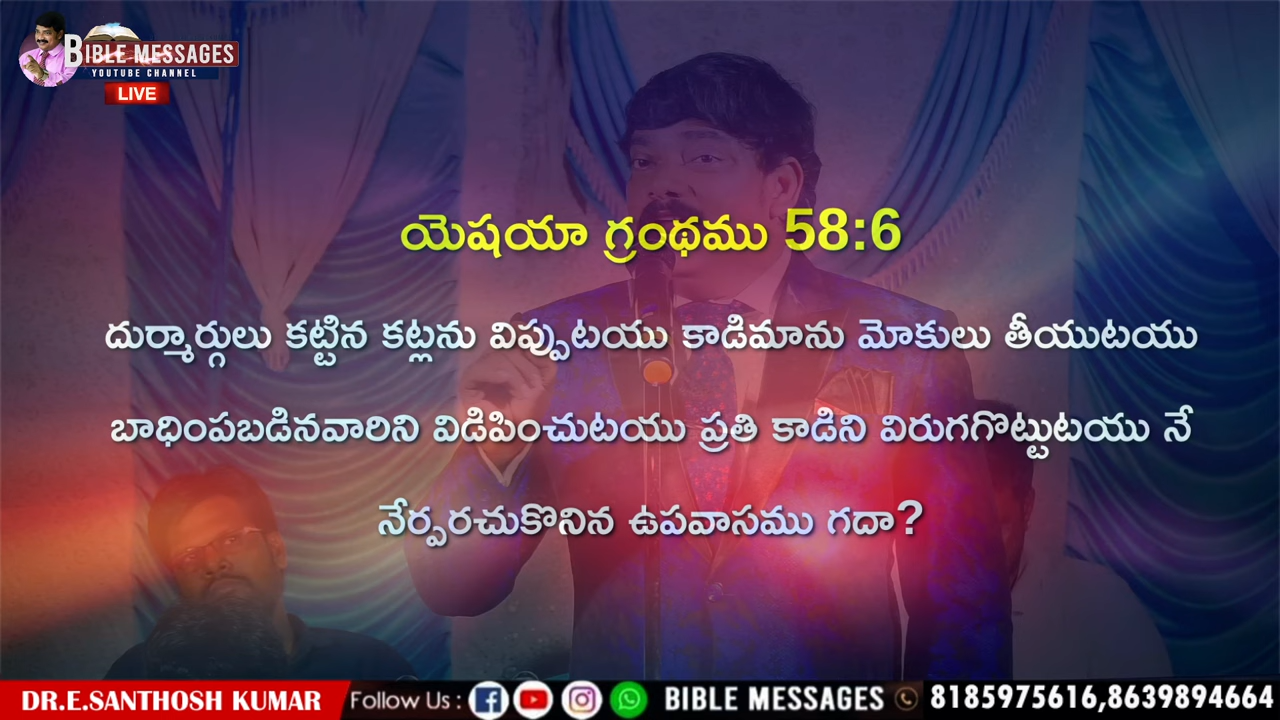 BIBLE MESSAGES
YOUTUBE CHANNEL
LIVE
యెషయా గ్రంథము 58:6
దుర్మార్గులు కట్టిన కట్లను విప్పుటయు కాడిమాను మోకులు తీయుటయు
బాధింపబడినవారిని విడిపించుటయు ప్రతి కాడిని విరుగగొట్టుటయు నే
నేర్పరచుకొనిన ఉపవాసము గదా?
DR.E.SANTHOSH KUMAR Follow Us : BIBLE MESSAGES 8185975616,8639894664